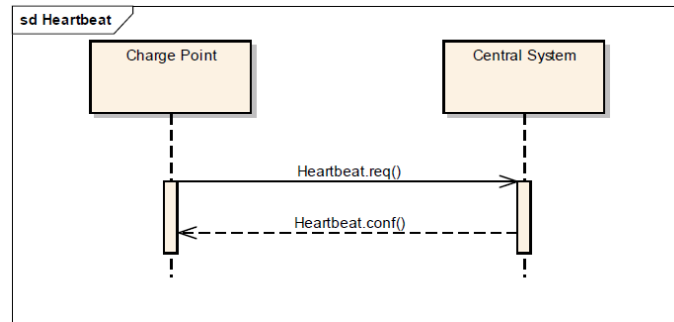 sd Heartbeat
Charge Point
Central System
Heartbeat.req()
Heartbeat.conf()